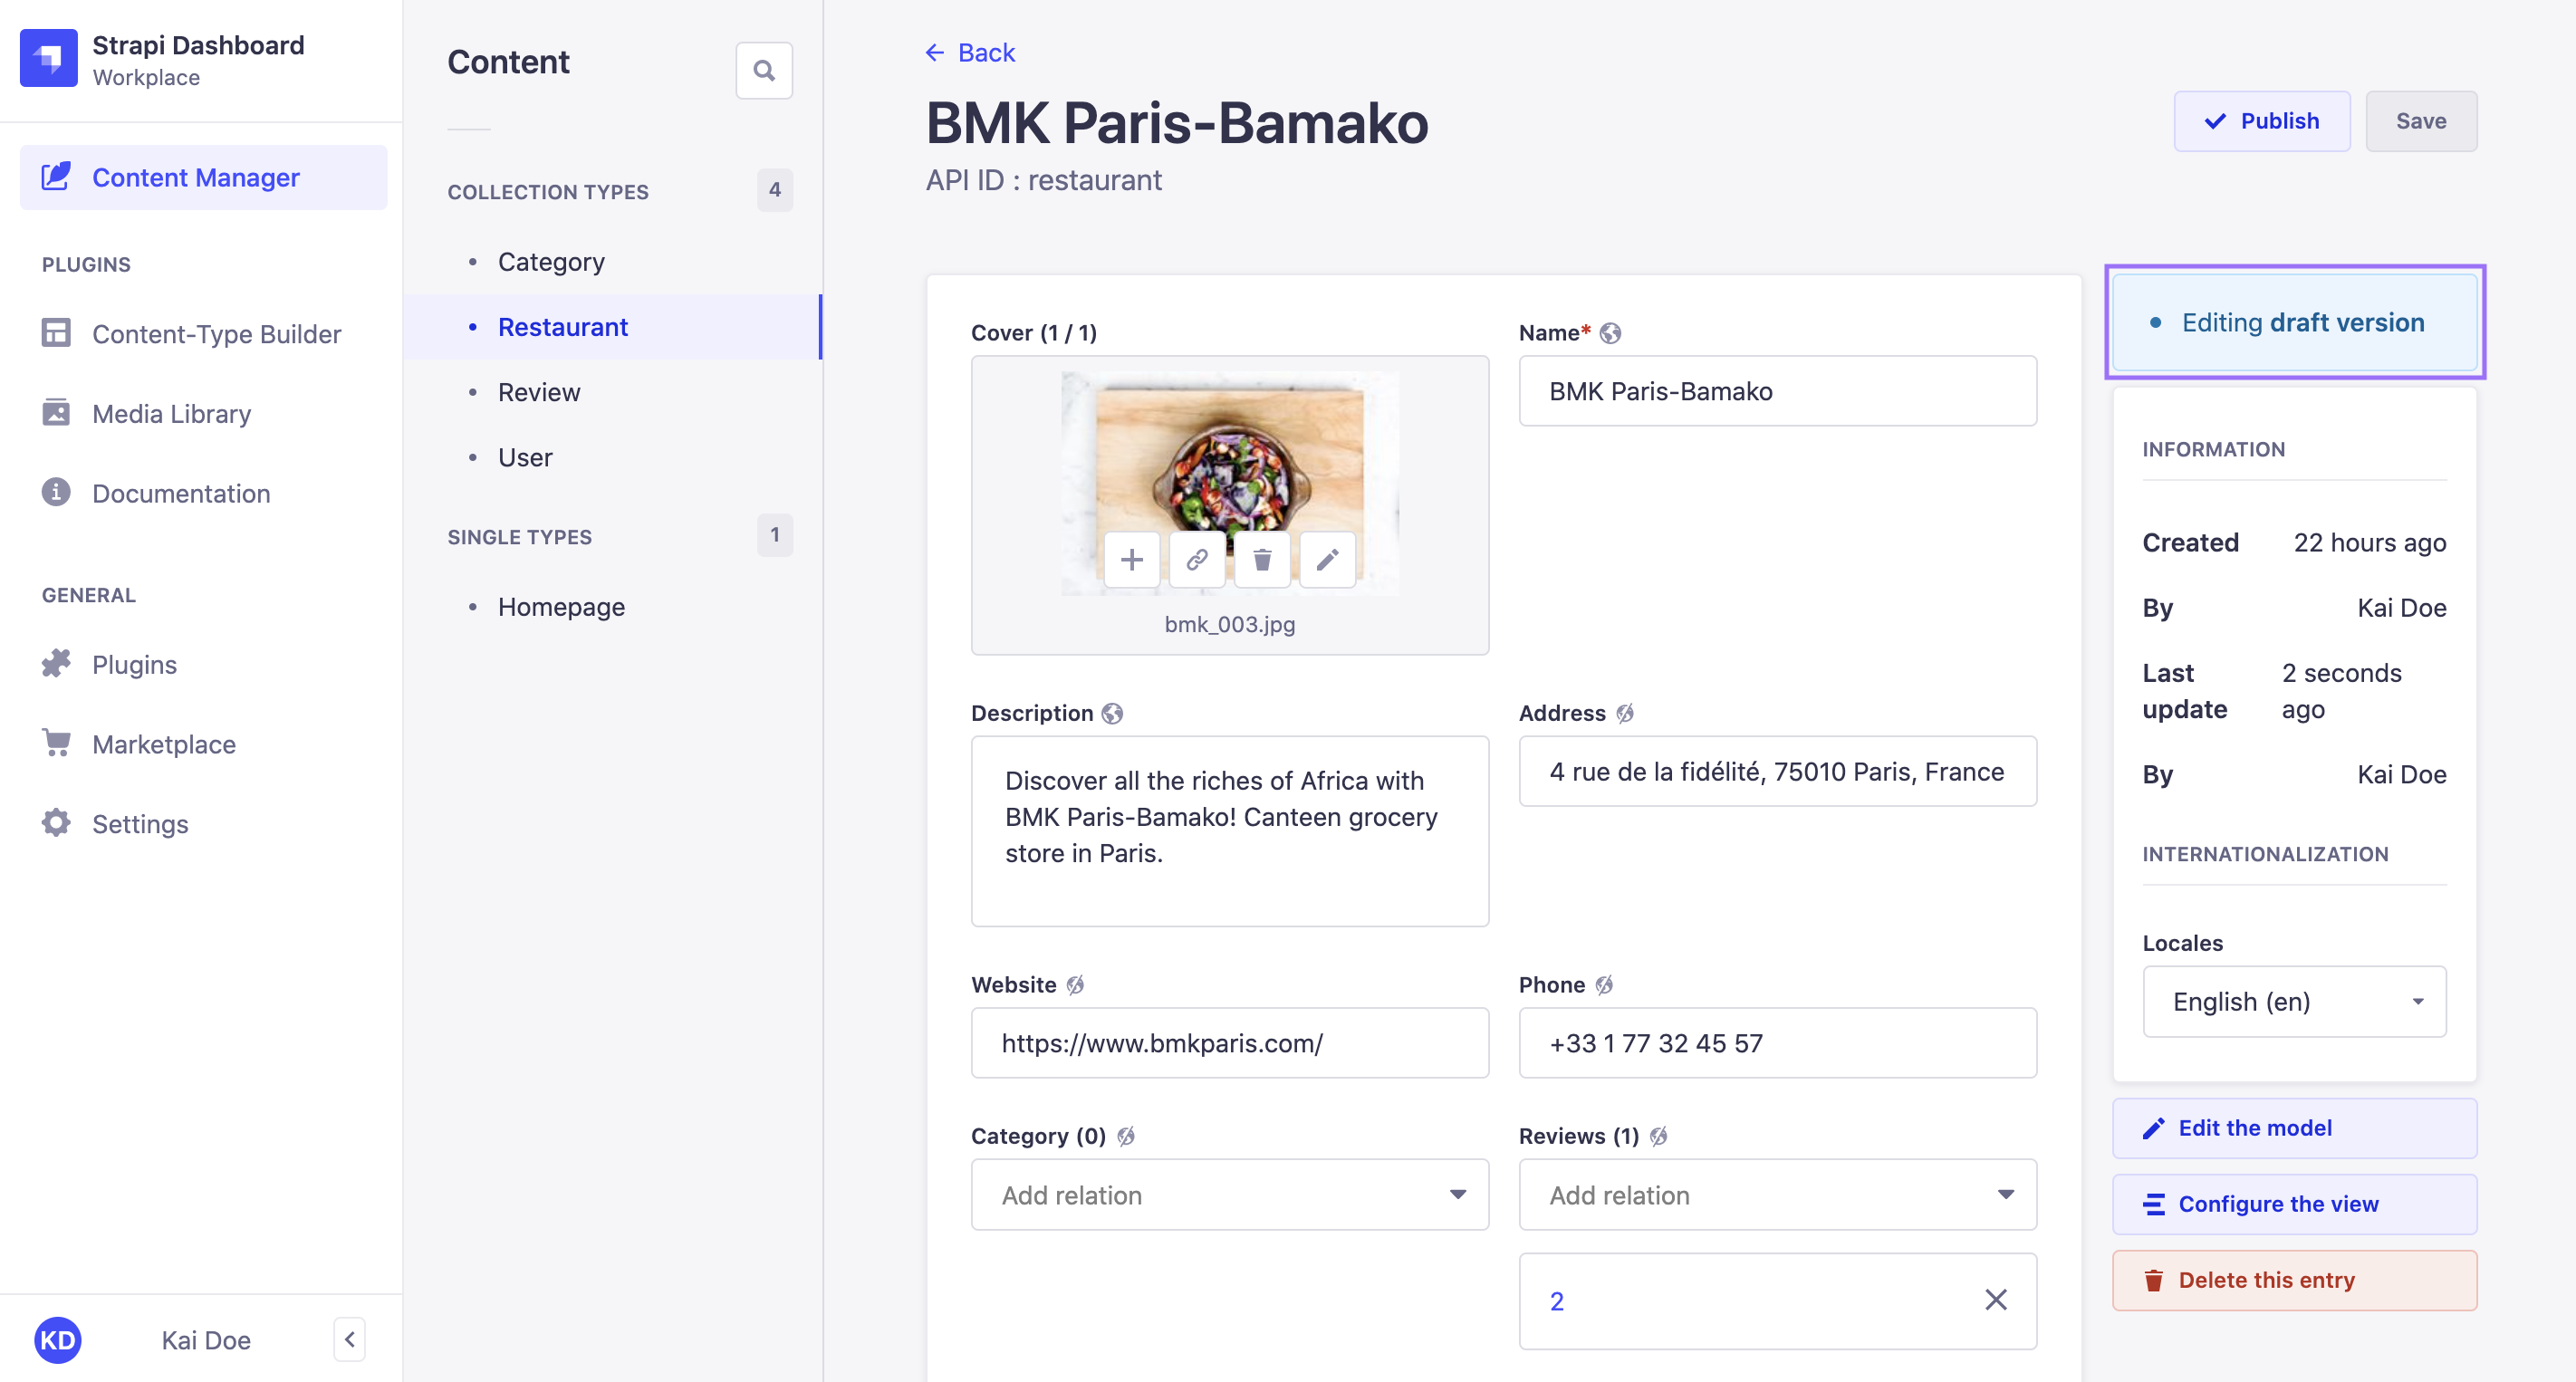 Strapi Dashboard
Workplace
Content Manager
PLUGINS
Content-Type Builder
Media Library
Documentation
GENERAL
Plugins
Marketplace
Settings
KD
Kai Doe
Content
COLLECTION TYPES
4
Category
Restaurant
Review
User
SINGLE TYPES
1
Homepage
Back
BMK Paris-Bamako
API ID : restaurant
Publish
Save
Cover (1 / 1)
bmk_003.jpg
Name*
BMK Paris-Bamako
Description
Discover all the riches of Africa with
BMK Paris-Bamako! Canteen grocery
store in Paris.
Address
4 rue de la fidélité, 75010 Paris, France
Website
https://www.bmkparis.com/
Phone
+33 1 77 32 45 57
Category (0)
Add relation
Reviews (1)
Add relation
2
Editing draft version
INFORMATION
Created 22 hours ago
By Kai Doe
Last update 2 seconds ago
By Kai Doe
INTERNATIONALIZATION
Locales
English (en)
Edit the model
Configure the view
Delete this entry